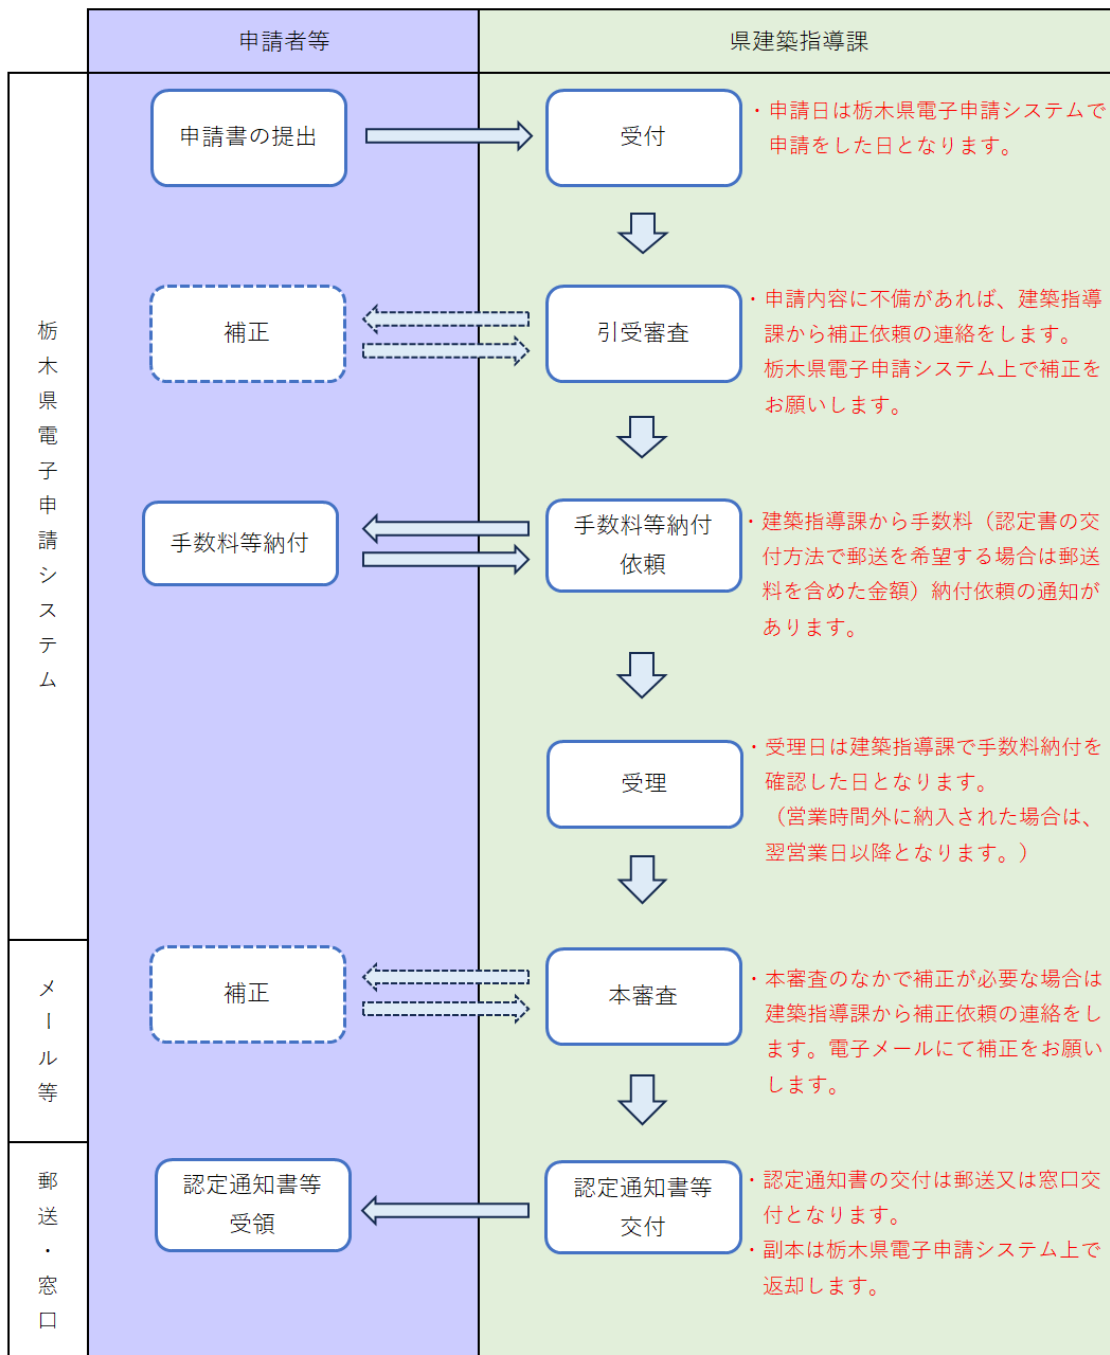 申請者等
県建築指導課
栃木県電子申請システム
申請書の提出
受付
・申請日は栃木県電子申請システムで
申請をした日となります。
補正
引受審査
・申請内容に不備があれば、建築指導
課から補正依頼の連絡をします。
栃木県電子申請システム上で補正を
お願いします。
手数料等納付
手数料等納付
依頼
・建築指導課から手数料（認定書の交
付方法で郵送を希望する場合は郵送
料を含めた金額）納付依頼の通知が
あります。
受理
・受理日は建築指導課で手数料納付を
確認した日となります。
（営業時間外に納入された場合は、
翌営業日以降となります。）
メール等
補正
本審査
・本審査のなかで補正が必要な場合は
建築指導課から補正依頼の連絡をし
ます。電子メールにて補正をお願い
します。
郵送・窓口
認定通知書等
受領
認定通知書等
交付
・認定通知書の交付は郵送又は窓口交
付となります。
・副本は栃木県電子申請システム上で
返却します。